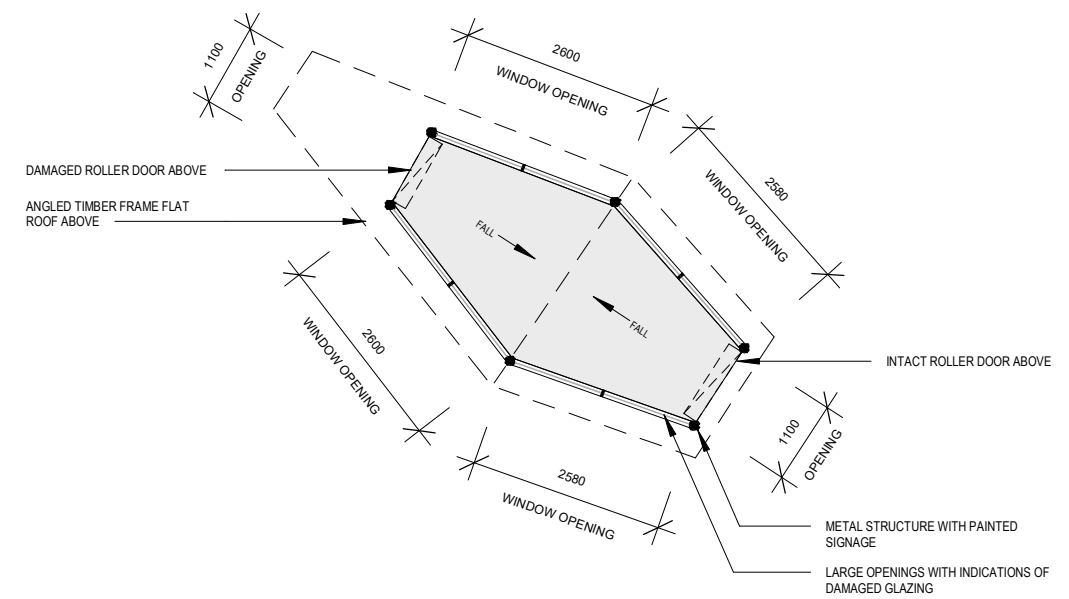 1100
OPENING
2600
WINDOW OPENING
2580
WINDOW OPENING
DAMAGED ROLLER DOOR ABOVE
ANGLED TIMBER FRAME FLAT
ROOF ABOVE
FALL
FALL
2600
WINDOW OPENING
INTACT ROLLER DOOR ABOVE
1100
OPENING
2580
WINDOW OPENING
METAL STRUCTURE WITH PAINTED
SIGNAGE
LARGE OPENINGS WITH INDICATIONS OF
DAMAGED GLAZING